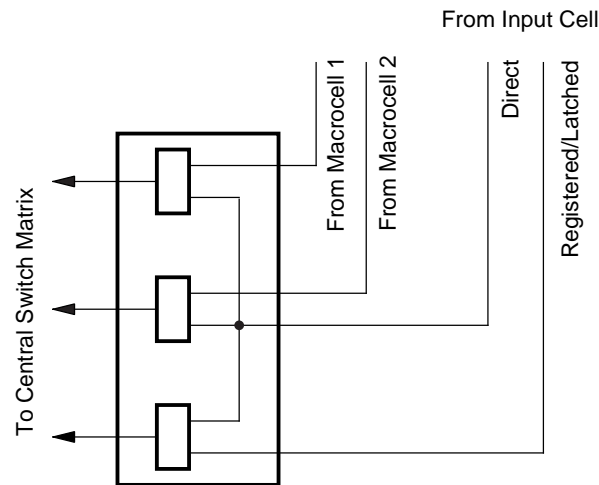 From Input Cell
From Macrocell 1
From Macrocell 2
Direct
Registered/Latched
To Central Switch Matrix